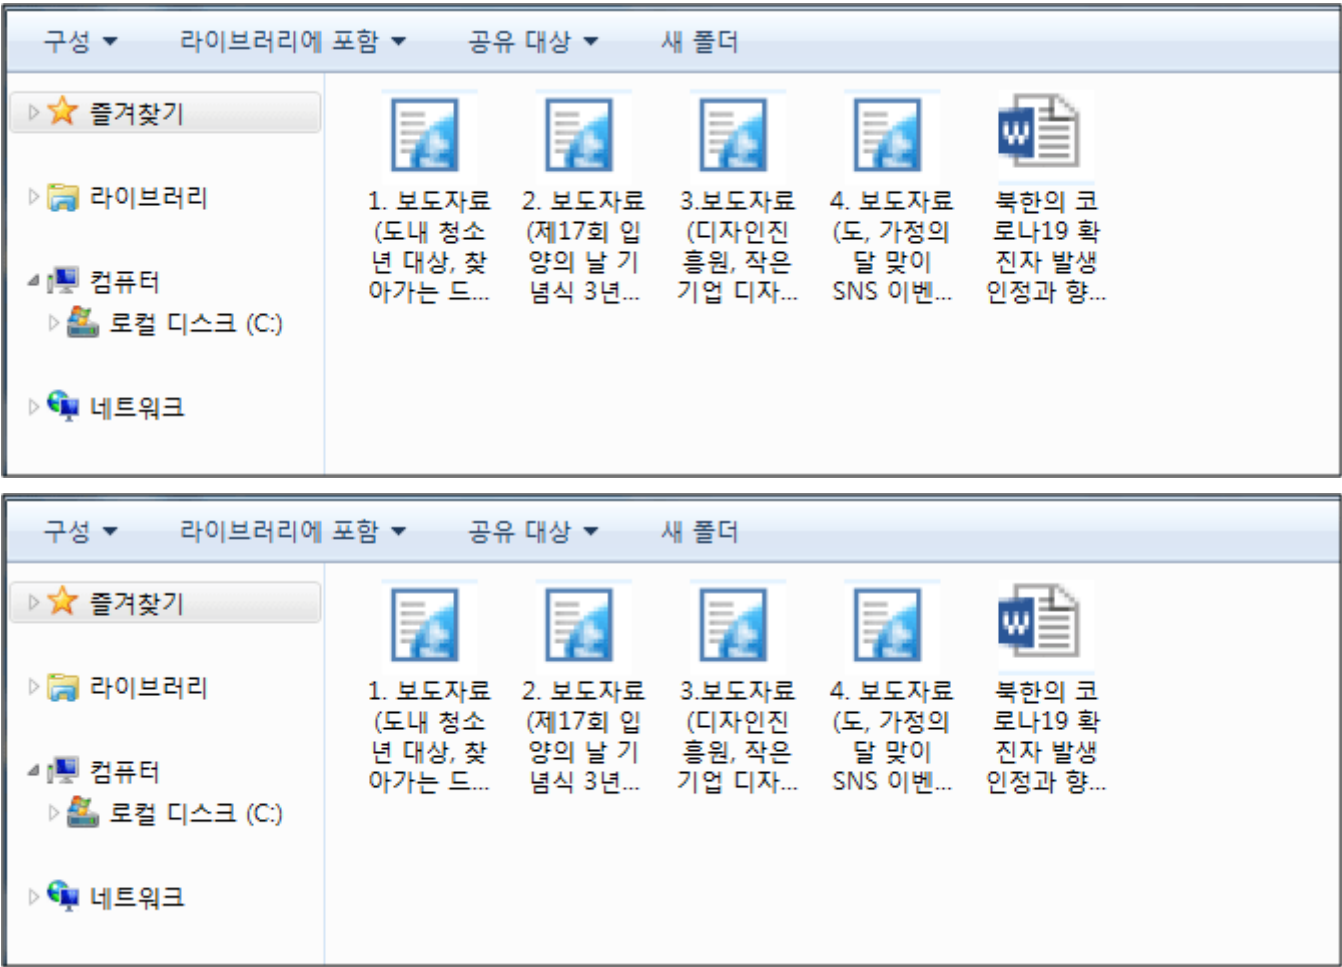 구성 라이브러리에 포함 공유 대상 새 폴더
즐겨찾기
라이브러리
컴퓨터
로컬 디스크 (C:)
네트워크
1. 보도자료
(도내 청소
년 대상, 찾
아가는 드...
2. 보도자료
(제17회 입
양의 날 기
념식 3년...
3.보도자료
(디자인진
흥원, 작은
기업 디자...
4. 보도자료
(도, 가정의
달 맞이
SNS 이벤...
W
북한의 코
로나19 확
진자 발생
인정과 향...
구성 라이브러리에 포함 공유 대상 새 폴더
즐겨찾기
라이브러리
컴퓨터
로컬 디스크 (C:)
네트워크
1. 보도자료
(도내 청소
년 대상, 찾
아가는 드...
2. 보도자료
(제17회 입
양의 날 기
념식 3년...
3.보도자료
(디자인진
흥원, 작은
기업 디자...
4. 보도자료
(도, 가정의
달 맞이
SNS 이벤...
W
북한의 코
로나19 확
진자 발생
인정과 향...